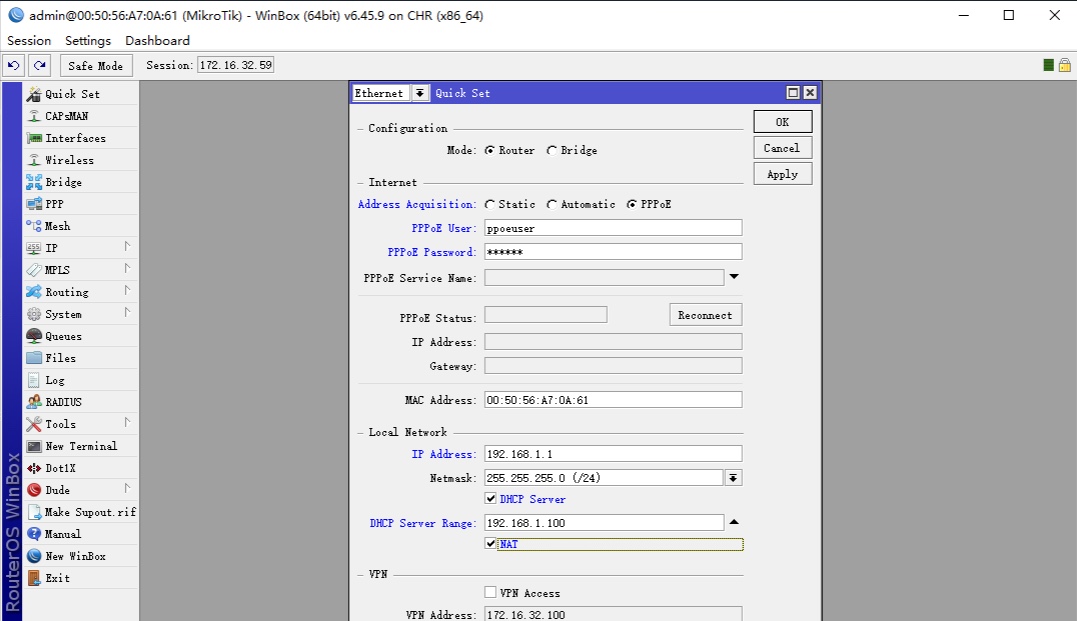 admin@00:50:56:A7:0A:61 (MikroTik) - WinBox (64bit) v6.45.9 on CHR (x86_64)
Session Settings Dashboard
Safe Mode Session: 172.16.32.59
Quick Set
CAPsMAN
Interfaces
Wireless
Bridge
PPP
Mesh
IP
MPLS
Routing
System
Queues
Files
Log
RADIUS
Tools
New Terminal
Dot1X
Dude
Make Supout.rif
Manual
New WinBox
Exit
RouterOS WinBox
Ethernet Quick Set
OK
Cancel
Apply
Configuration
Mode: Router Bridge
Internet
Address Acquisition: Static Automatic PPPoE
PPPoE User: ppoeuser
PPPoE Password: ******
PPPoE Service Name:
PPPoE Status: Reconnect
IP Address:
Gateway:
MAC Address: 00:50:56:A7:0A:61
Local Network
IP Address: 192.168.1.1
Netmask: 255.255.255.0 (/24)
DHCP Server
DHCP Server Range: 192.168.1.100
NAT
VPN
VPN Access
VPN Address: 172.16.32.100